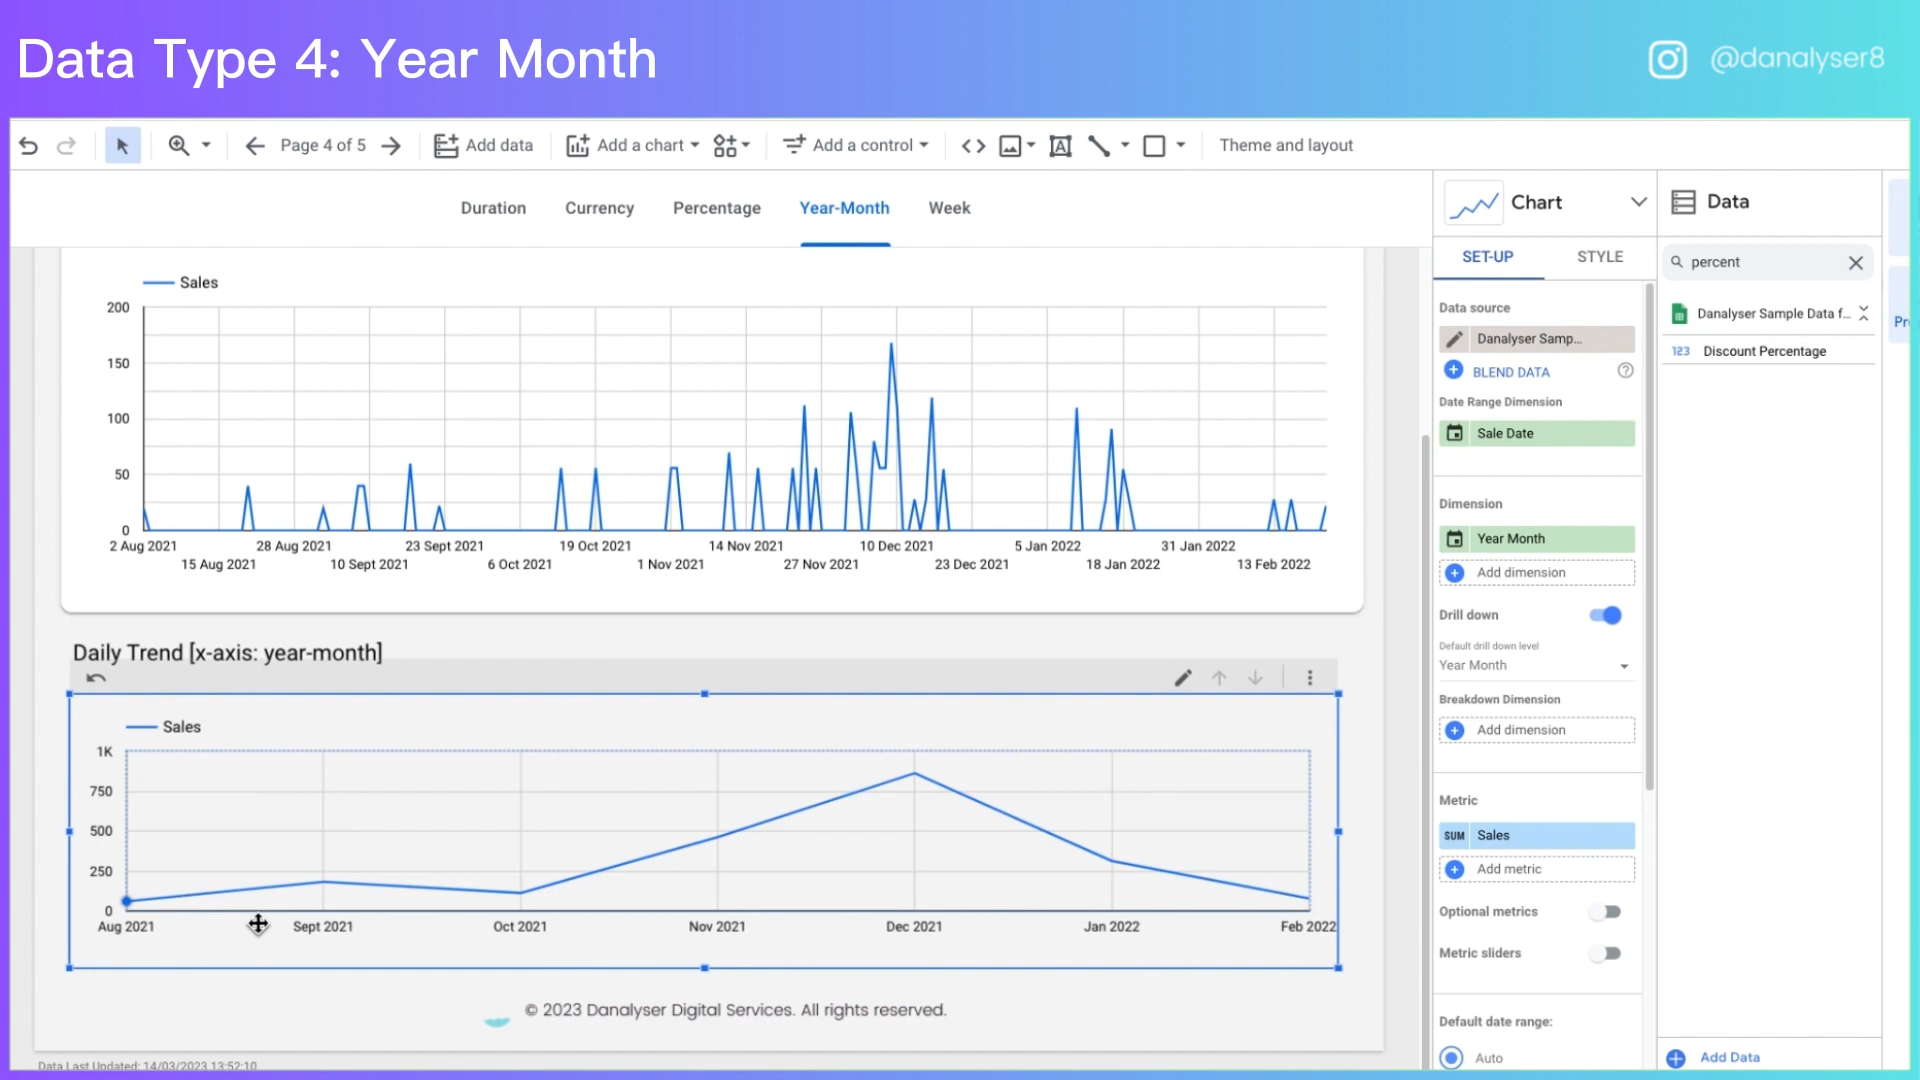 Data Type 4: Year Month
@danalyser8
Page 4 of 5
Add data
Add a chart
Add a control
Theme and layout
Duration
Currency
Percentage
Year-Month
Week
Sales
200
150
100
50
0
2 Aug 2021
28 Aug 2021
23 Sept 2021
19 Oct 2021
14 Nov 2021
10 Dec 2021
5 Jan 2022
31 Jan 2022
15 Aug 2021
10 Sept 2021
6 Oct 2021
1 Nov 2021
27 Nov 2021
23 Dec 2021
18 Jan 2022
13 Feb 2022
Daily Trend [x-axis: year-month]
Sales
1K
750
500
250
0
Aug 2021
Sept 2021
Oct 2021
Nov 2021
Dec 2021
Jan 2022
Feb 2022
© 2023 Danalyser Digital Services. All rights reserved.
Data Last Updated: 14/03/2023 13:52:10
Chart
SET-UP
STYLE
Data source
Danalyser Samp...
BLEND DATA
Date Range Dimension
Sale Date
Dimension
Year Month
Add dimension
Drill down
Default drill down level
Year Month
Breakdown Dimension
Add dimension
Metric
SUM Sales
Add metric
Optional metrics
Metric sliders
Default date range:
Auto
Data
percent
Danalyser Sample Data f...
123 Discount Percentage
Add Data
Pr